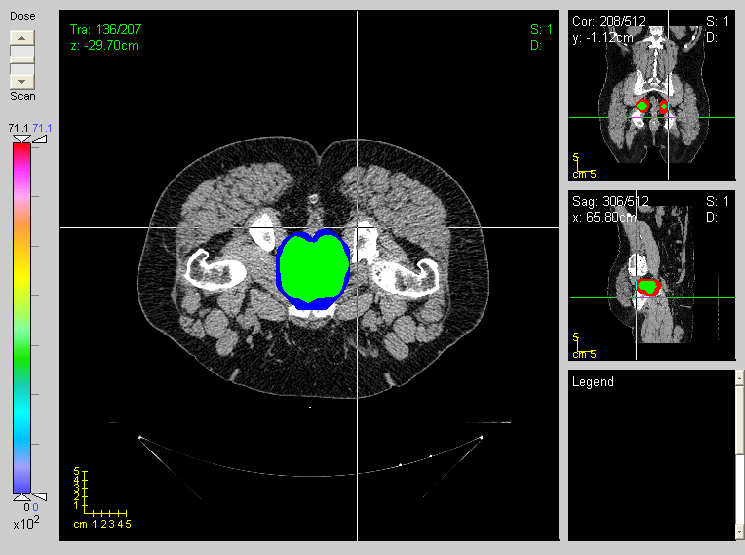 Dose
Scan
71.1 71.1
0 0
x10²
Tra: 136/207
z: -29.70cm
S: 1
D:
5
4
3
2
1
cm 1 2 3 4 5
Cor: 208/512
y: -1.12cm
S: 1
D:
5
cm 5
Sag: 306/512
x: 65.80cm
S: 1
D:
5
cm 5
Legend